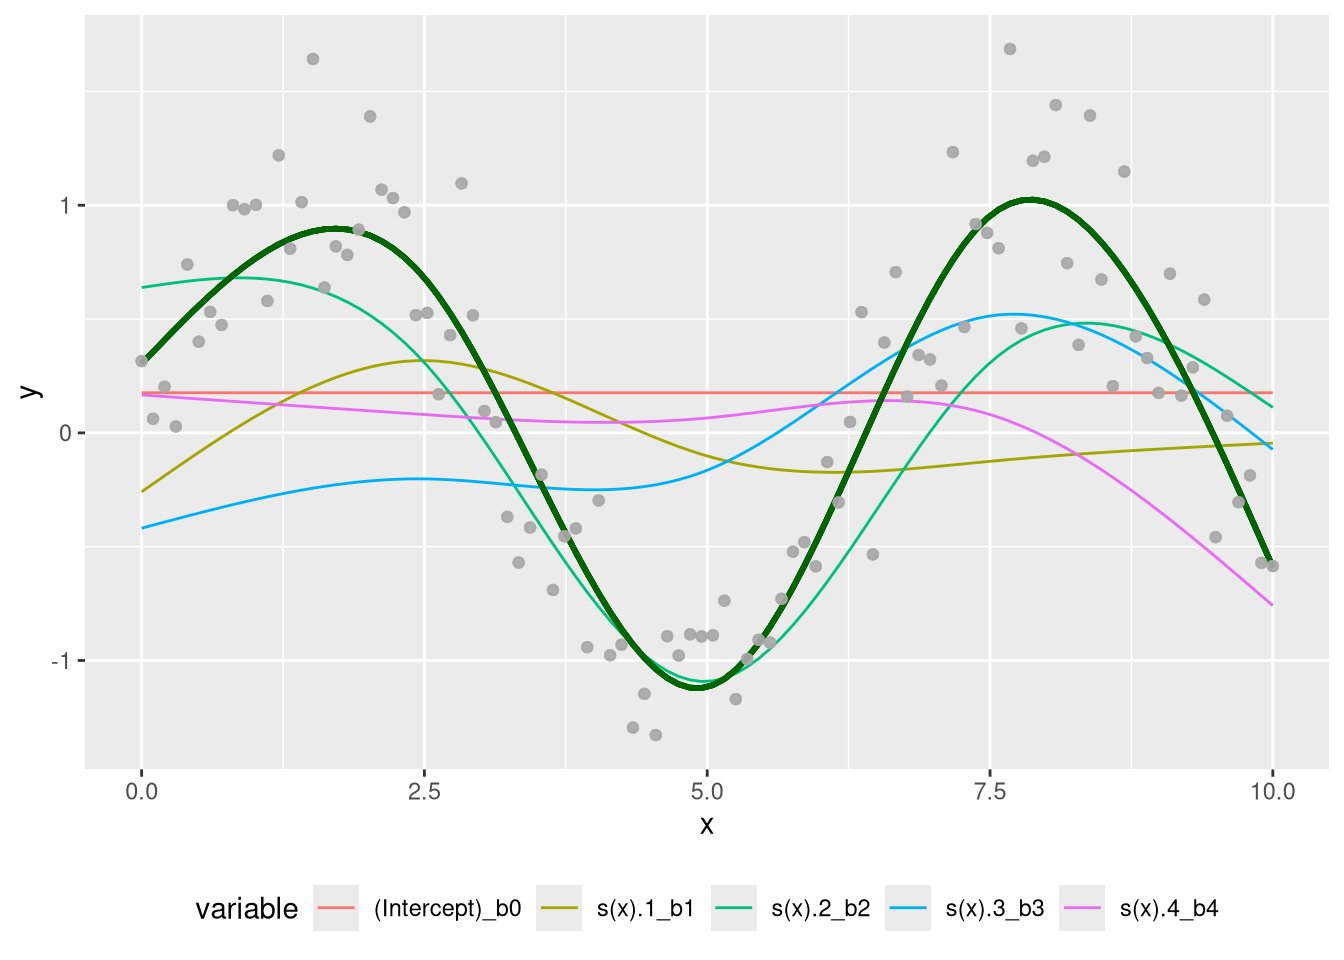 1
0
-1
y
0.0 2.5 5.0 7.5 10.0
x
variable (Intercept)_b0 s(x).1_b1 s(x).2_b2 s(x).3_b3 s(x).4_b4